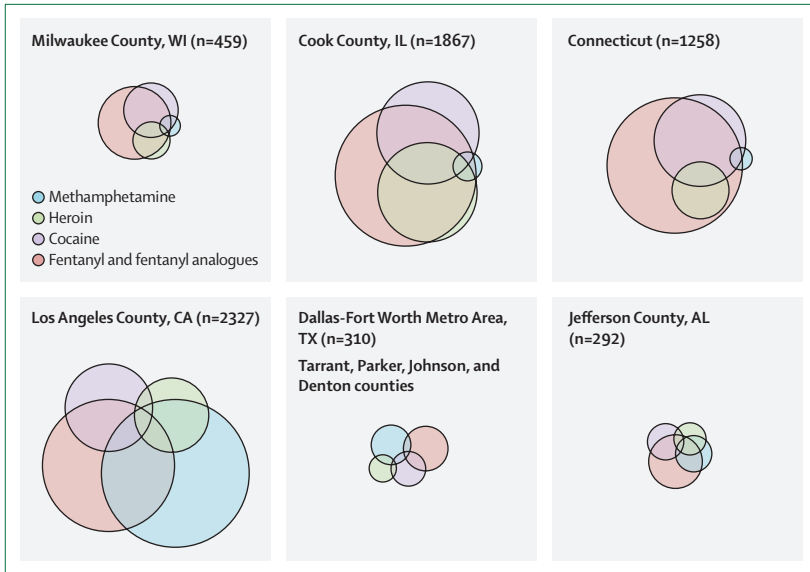 Milwaukee County, WI (n=459)
Cook County, IL (n=1867)
Connecticut (n=1258)
Methamphetamine
Heroin
Cocaine
Fentanyl and fentanyl analogues
Los Angeles County, CA (n=2327)
Dallas-Fort Worth Metro Area,
TX (n=310)
Tarrant, Parker, Johnson, and
Denton counties
Jefferson County, AL
(n=292)